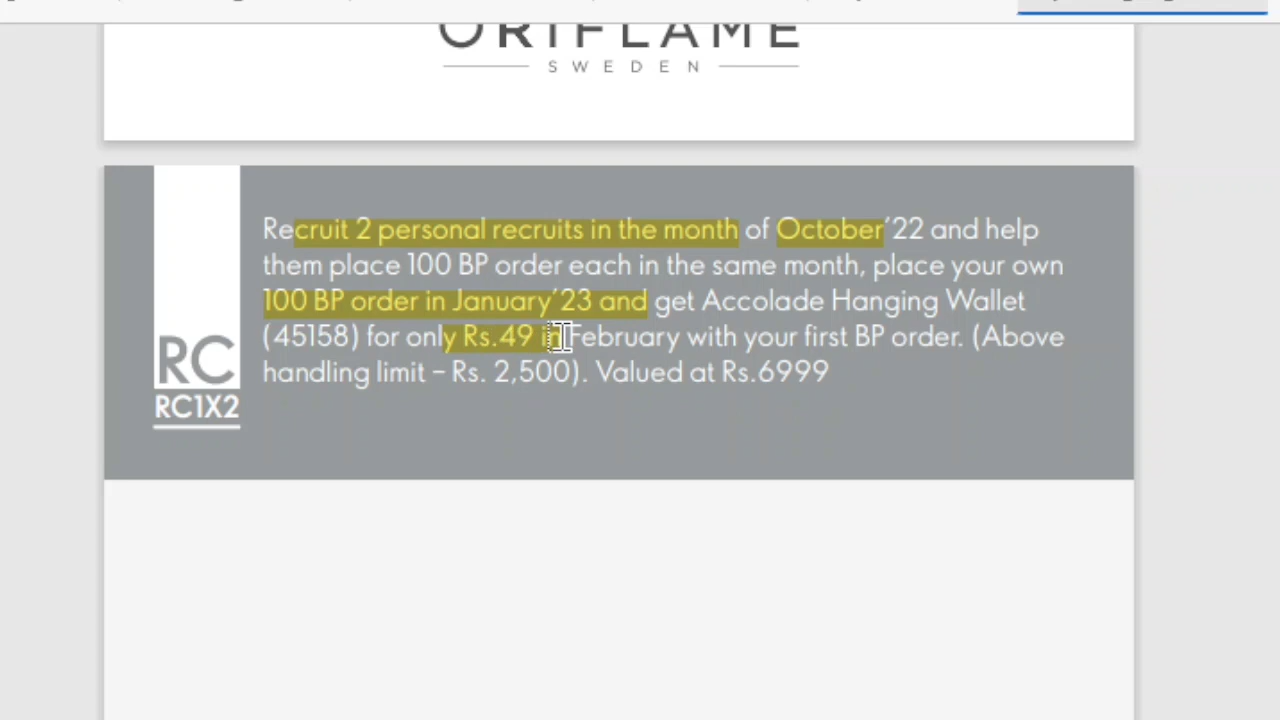 ORIFLAME
SWEDEN
Recruit 2 personal recruits in the month of October'22 and help
them place 100 BP order each in the same month, place your own
100 BP order in January'23 and get Accolade Hanging Wallet
(45158) for only Rs.49 in February with your first BP order. (Above
handling limit – Rs. 2,500). Valued at Rs.6999
RC
RC1X2